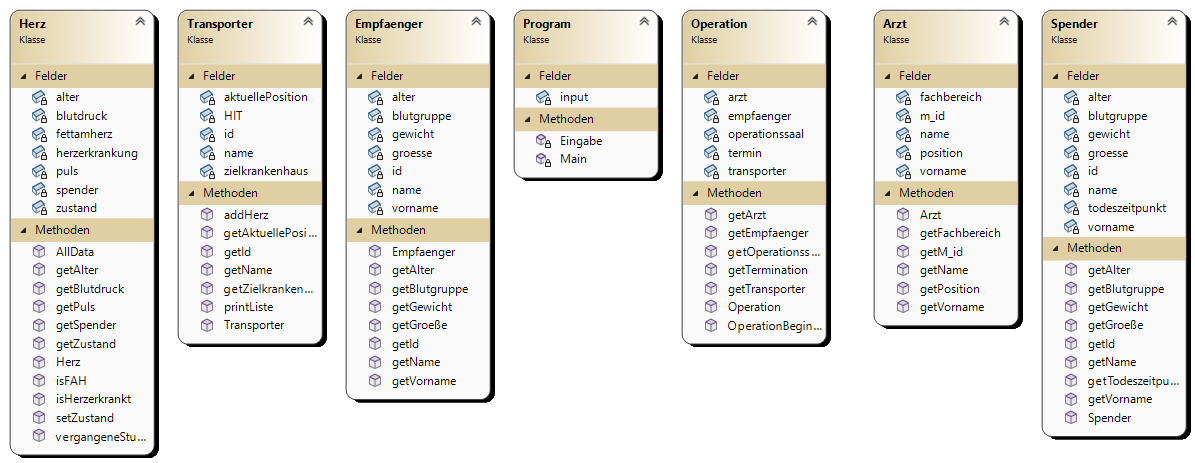 Herz
Klasse
Felder
alter
blutdruck
fettamherz
herzerkrankung
puls
spender
zustand
Methoden
AllData
getAlter
getBlutdruck
getPuls
getSpender
getZustand
Herz
isFAH
isHerzerkrankt
setZustand
vergangeneStu...
Transporter
Klasse
Felder
aktuellePosition
HIT
id
name
zielkrankenhaus
Methoden
addHerz
getAktuellePosi...
getId
getName
getZielkranken...
printListe
Transporter
Empfaenger
Klasse
Felder
alter
blutgruppe
gewicht
groesse
id
name
vorname
Methoden
Empfaenger
getAlter
getBlutgruppe
getGewicht
getGroeße
getId
getName
getVorname
Program
Klasse
Felder
input
Methoden
Eingabe
Main
Operation
Klasse
Felder
arzt
empfaenger
operationssaal
termin
transporter
Methoden
getArzt
getEmpfaenger
getOperationss...
getTermination
getTransporter
Operation
OperationBegin...
Arzt
Klasse
Felder
fachbereich
m_id
name
position
vorname
Methoden
Arzt
getFachbereich
getM_id
getName
getPosition
getVorname
Spender
Klasse
Felder
alter
blutgruppe
gewicht
groesse
id
name
todeszeitpunkt
vorname
Methoden
getAlter
getBlutgruppe
getGewicht
getGroeße
getId
getName
getTodeszeitpu...
getVorname
Spender